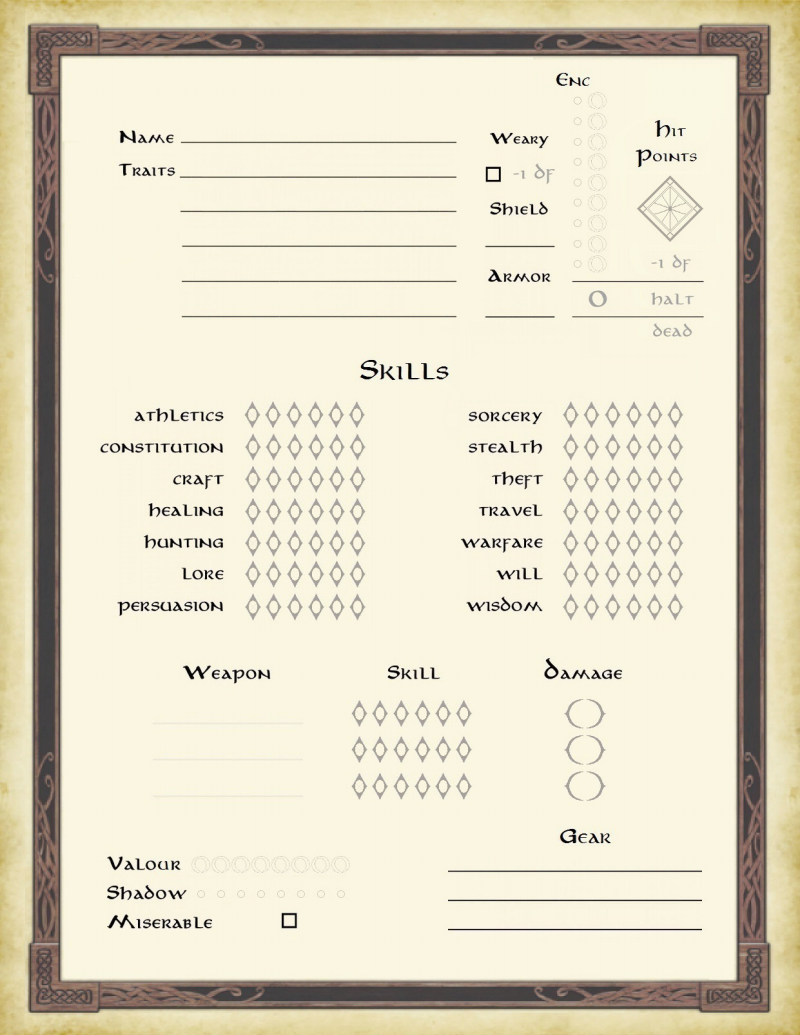 Enc
Name
Weary
Hit
Points
Traits
-1 df
Shield
-1 df
Armor
O
halt
dead
Skills
athletics
sorcery
constitution
stealth
craft
theft
healing
travel
hunting
warfare
lore
will
persuasion
wisdom
Weapon Skill Damage
Gear
Valour
Shadow
Miserable